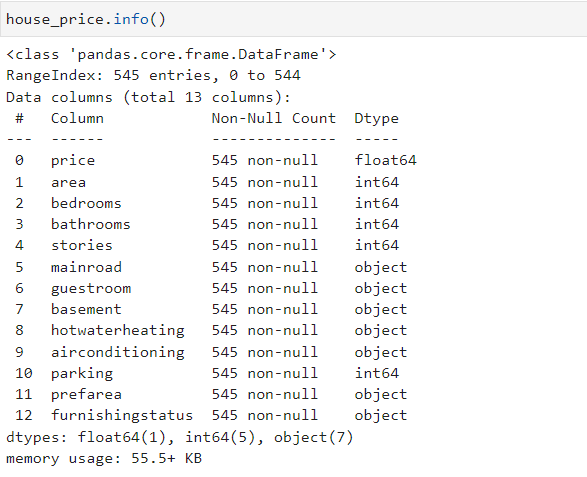 house_price.info()
<class 'pandas.core.frame.DataFrame'>
RangeIndex: 545 entries, 0 to 544
Data columns (total 13 columns):
 #   Column            Non-Null Count  Dtype
---  ------            --------------  -----
 0   price             545 non-null    float64
 1   area              545 non-null    int64
 2   bedrooms          545 non-null    int64
 3   bathrooms         545 non-null    int64
 4   stories           545 non-null    int64
 5   mainroad          545 non-null    object
 6   guestroom         545 non-null    object
 7   basement          545 non-null    object
 8   hotwaterheating   545 non-null    object
 9   airconditioning   545 non-null    object
 10  parking           545 non-null    int64
 11  prefarea          545 non-null    object
 12  furnishingstatus  545 non-null    object
dtypes: float64(1), int64(5), object(7)
memory usage: 55.5+ KB